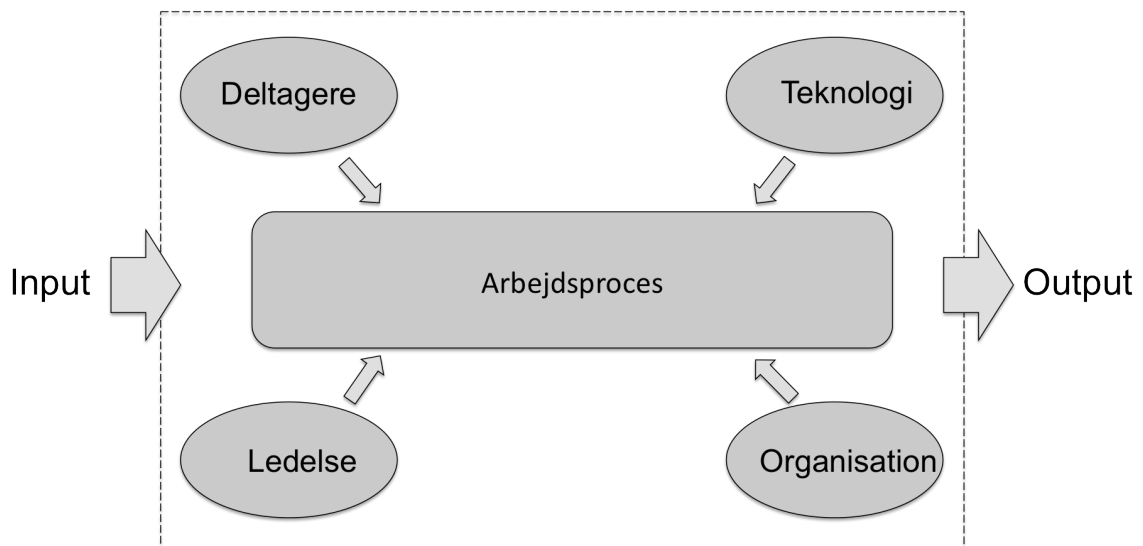 Deltagere
Teknologi
Input
Arbejdsproces
Output
Ledelse
Organisation